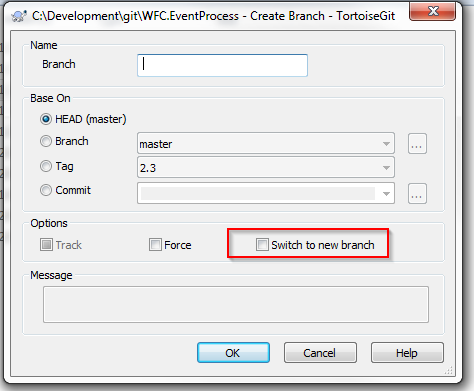 C:\Development\git\WFC.EventProcess - Create Branch - TortoiseGit
Name
Branch
Base On
HEAD (master)
Branch master ...
Tag 2.3
Commit ...
Options
Track Force Switch to new branch
Message
OK Cancel Help